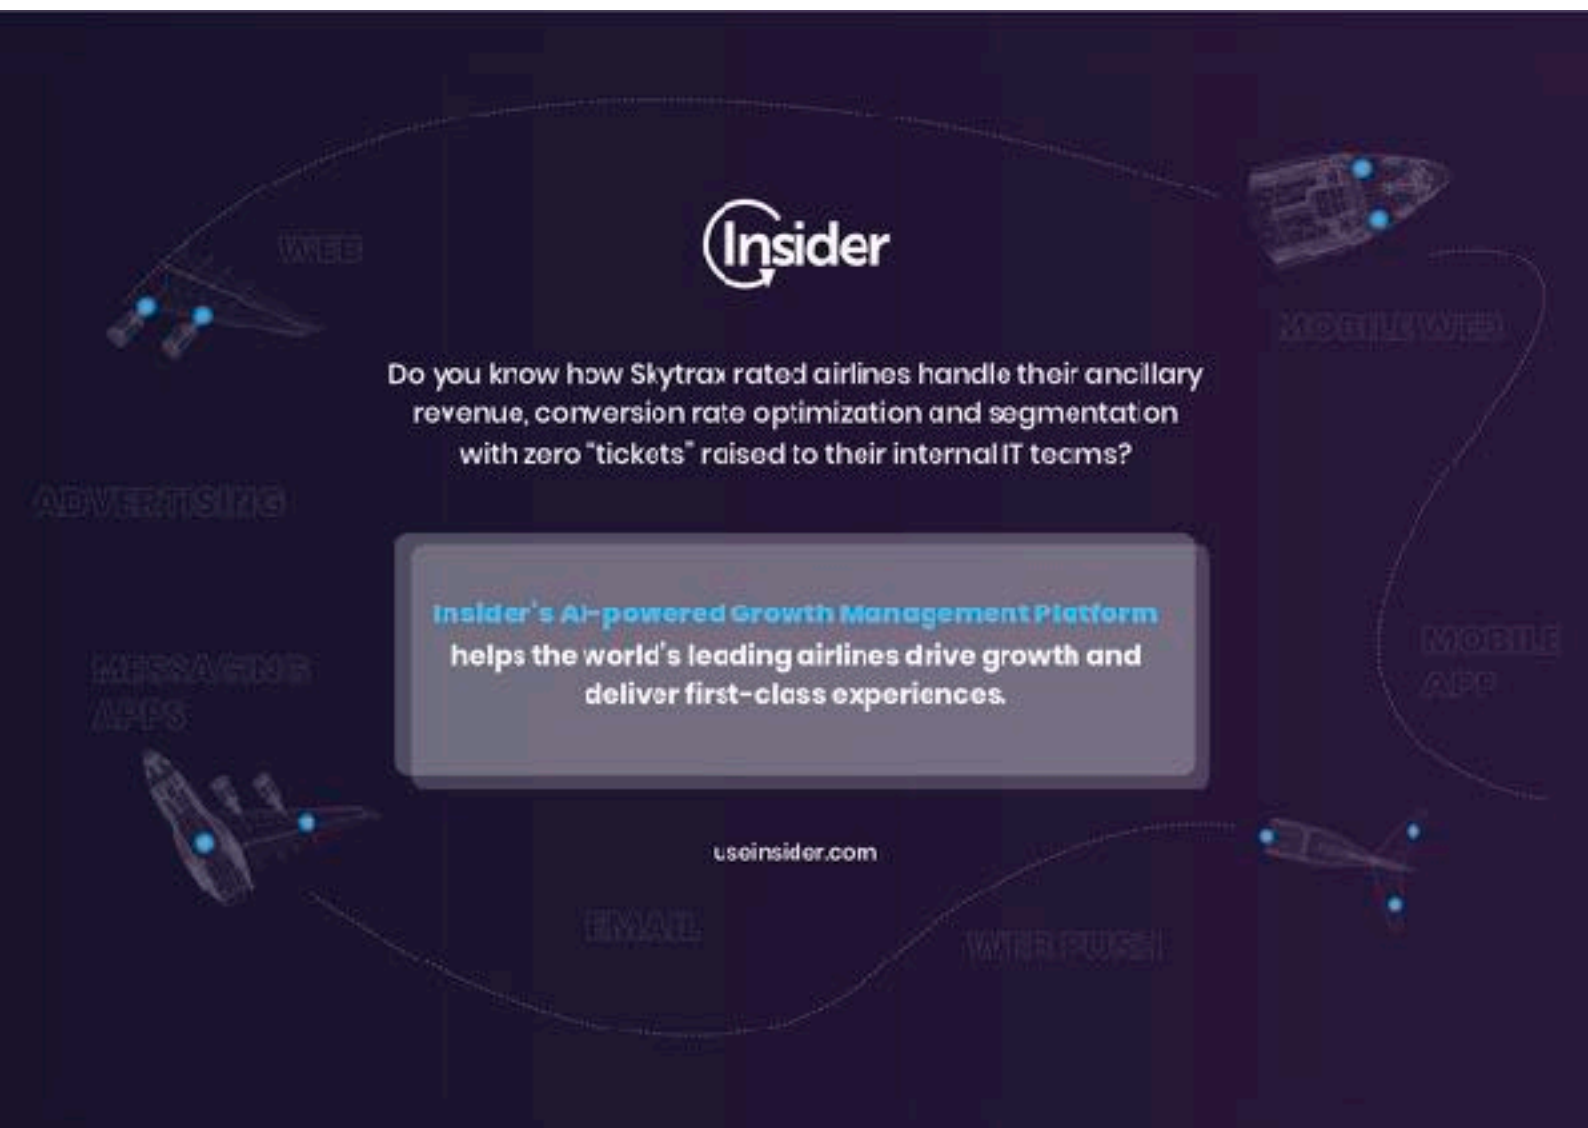 WEB
Insider
MOBILE WEB
Do you know how Skytrax rated airlines handle their ancillary
revenue, conversion rate optimization and segmentation
with zero "tickets" raised to their internal IT teams?
ADVERTISING
Insider's AI-powered Growth Management Platform
helps the world's leading airlines drive growth and
deliver first-class experiences.
MOBILE
APP
MESSAGING
APPS
useinsider.com
EMAIL
WEB PUSH